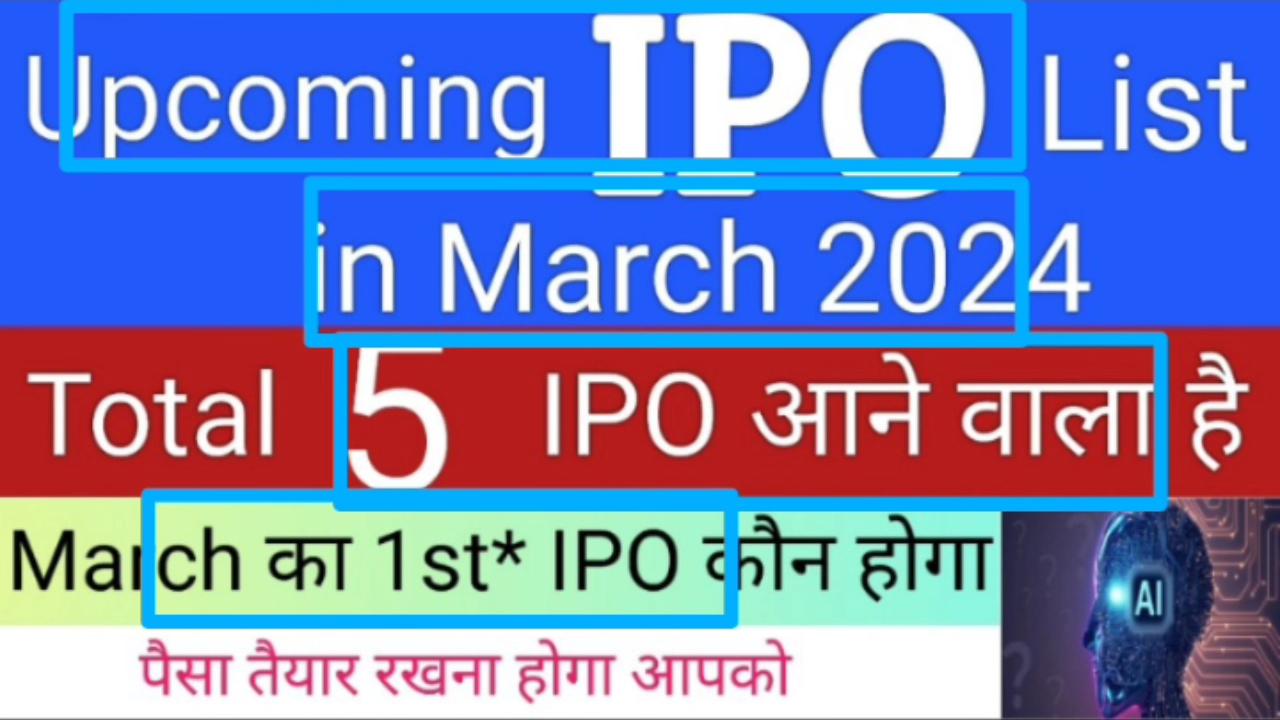 Upcoming IPO List
in March 2024
Total 5 IPO आने वाला है
March का 1st* IPO कौन होगा
AI
पैसा तैयार रखना होगा आपको